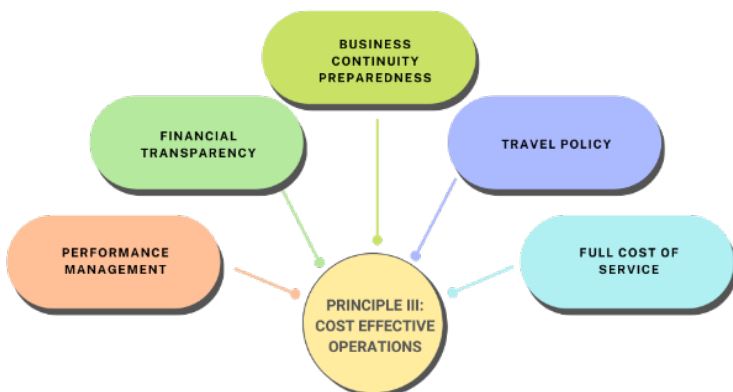 BUSINESS
CONTINUITY
PREPAREDNESS
FINANCIAL
TRANSPARENCY
TRAVEL POLICY
PERFORMANCE
MANAGEMENT
FULL COST OF
SERVICE
PRINCIPLE III:
COST EFFECTIVE
OPERATIONS